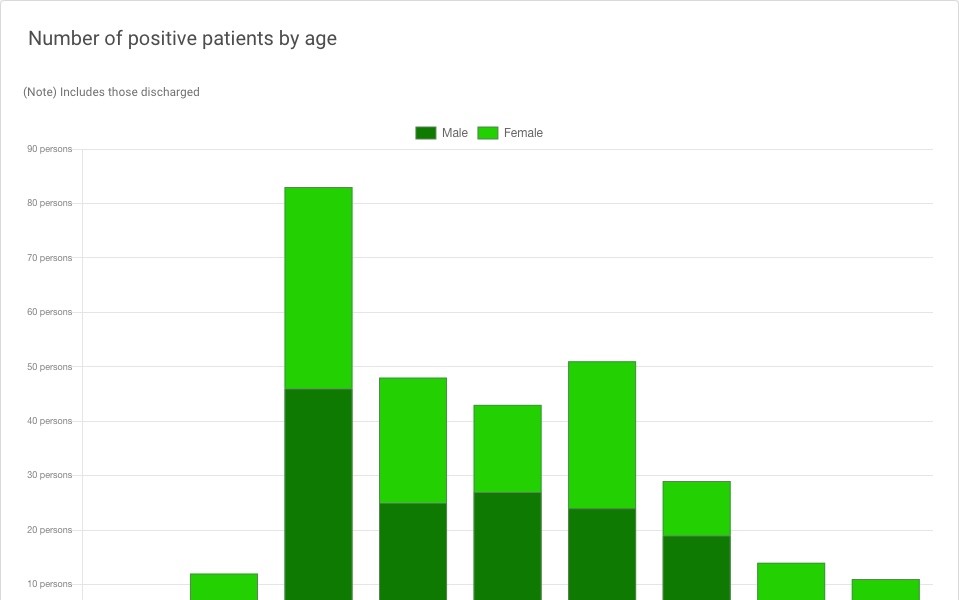 Number of positive patients by age
(Note) Includes those discharged
Male Female
90 persons
80 persons
70 persons
60 persons
50 persons
40 persons
30 persons
20 persons
10 persons